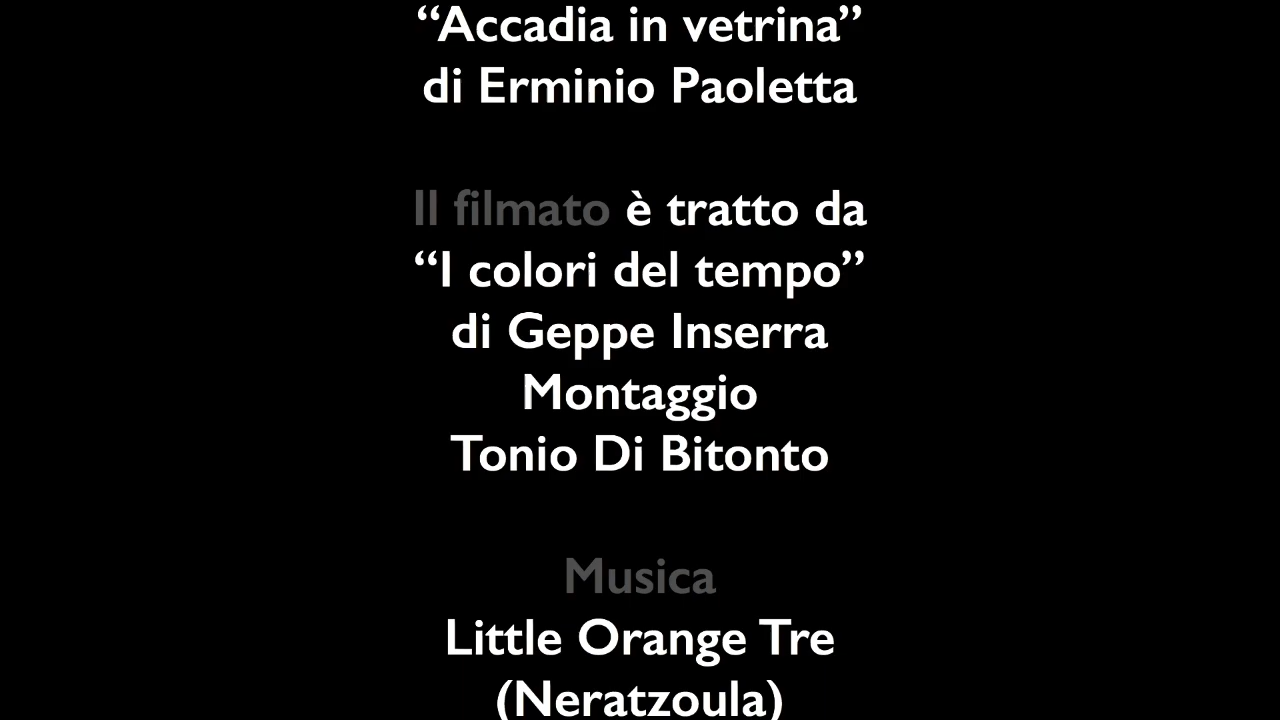 “Accadia in vetrina”
di Erminio Paoletta
Il filmato è tratto da
“I colori del tempo”
di Geppe Inserra
Montaggio
Tonio Di Bitonto
Musica
Little Orange Tre
(Neratzoula)